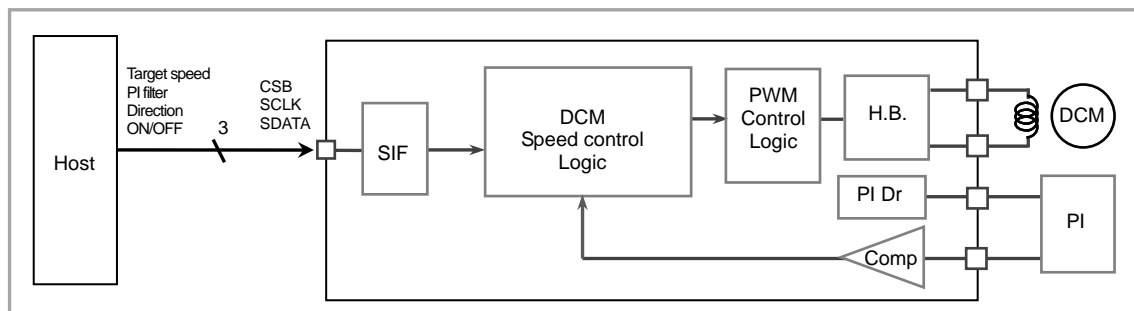 Host
Target speed
PI filter
Direction
ON/OFF
3
CSB
SCLK
SDATA
SIF
DCM
Speed control
Logic
PWM
Control
Logic
H.B.
DCM
PI Dr
PI
Comp